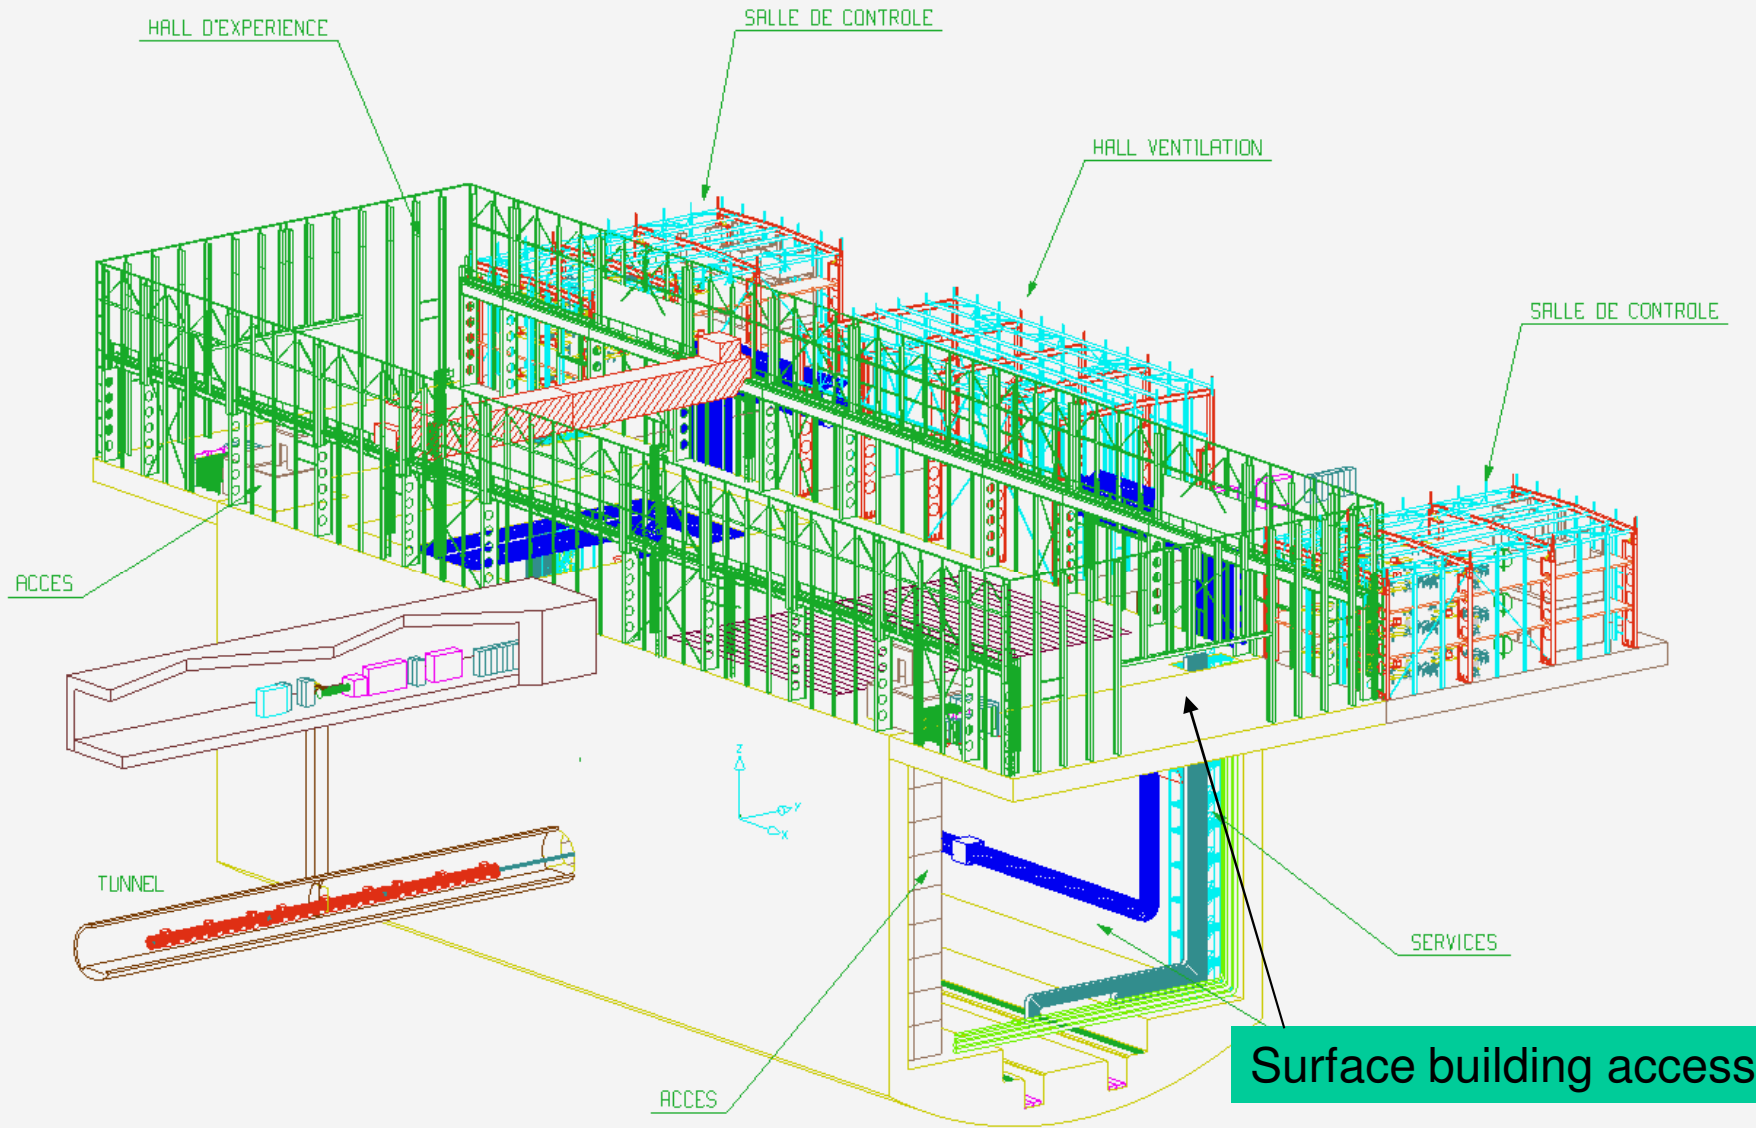 SALLE DE CONTROLE
HALL D'EXPERIENCE
HALL VENTILATION
SALLE DE CONTROLE
ACCES
Z
Y
X
TUNNEL
SERVICES
Surface building access
ACCES